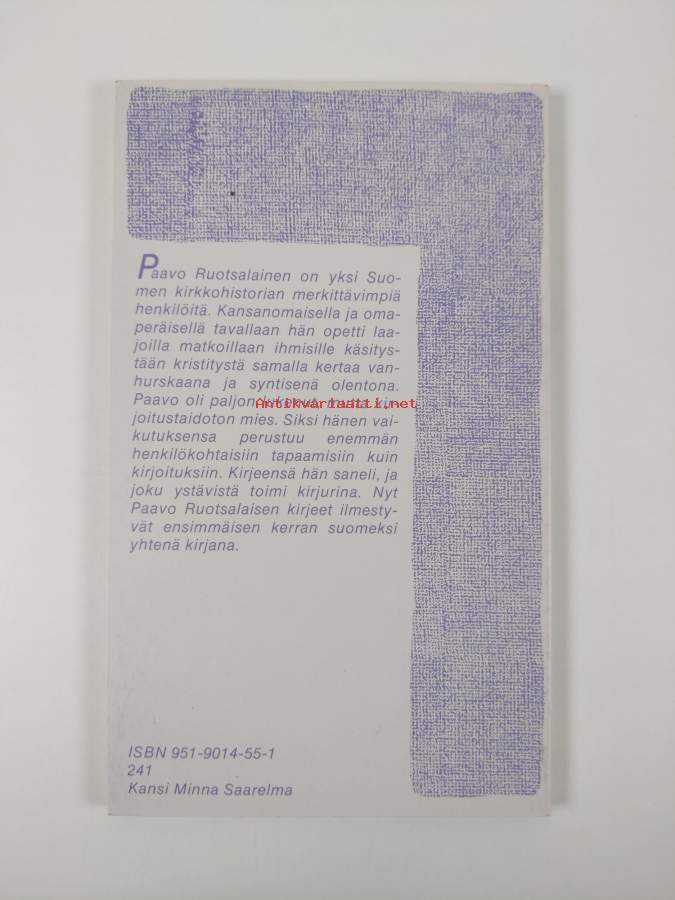 Paavo Ruotsalainen on yksi Suo-
men kirkkohistorian merkittävimpiä
henkilöitä. Kansanomaisella ja oma-
peräisellä tavallaan hän opetti laa-
joilla matkoillaan ihmisille käsitys-
tään kristitystä samalla kertaa van-
hurskaana ja syntisenä olentona.
Paavo oli paljon lukenut, mutta kir-
Antikvariaatti.net
joitustaidoton mies. Siksi hänen vai-
kutuksensa perustuu enemmän
henkilökohtaisiin tapaamisiin kuin
kirjoituksiin. Kirjeensä hän saneli, ja
joku ystävistä toimi kirjurina. Nyt
Paavo Ruotsalaisen kirjeet ilmesty-
vät ensimmäisen kerran suomeksi
yhtenä kirjana.
ISBN 951-9014-55-1
241
Kansi Minna Saarelma